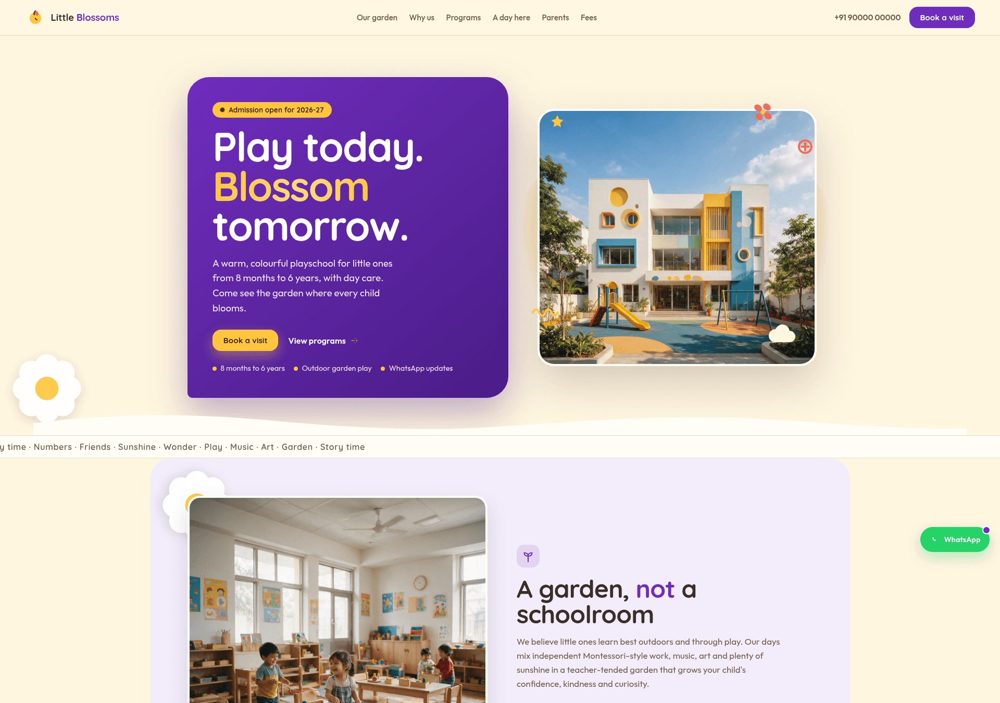 Little Blossoms
Our garden
Why us
Programs
A day here
Parents
Fees
+91 90000 00000
Book a visit
Admission open for 2026-27
Play today.
Blossom
tomorrow.
A warm, colourful playschool for little ones
from 8 months to 6 years, with day care.
Come see the garden where every child
blooms.
Book a visit
View programs →
8 months to 6 years
Outdoor garden play
WhatsApp updates
y time · Numbers · Friends · Sunshine · Wonder · Play · Music · Art · Garden · Story time
A garden, not a
schoolroom
We believe little ones learn best outdoors and through play. Our days
mix independent Montessori-style work, music, art and plenty of
sunshine in a teacher-tended garden that grows your child's
confidence, kindness and curiosity.
WhatsApp